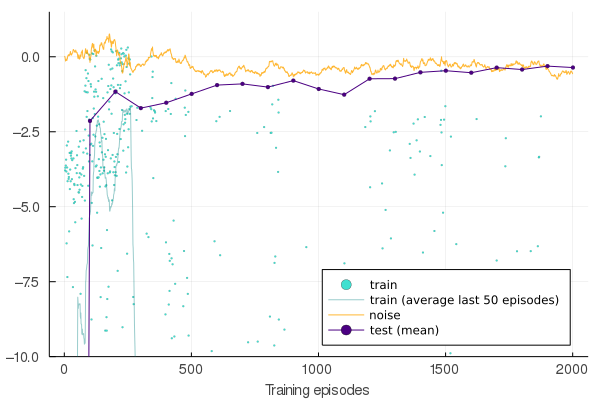 0.0
−2.5
−5.0
−7.5
−10.0
0
500
1000
1500
2000
Training episodes
train
train (average last 50 episodes)
noise
test (mean)